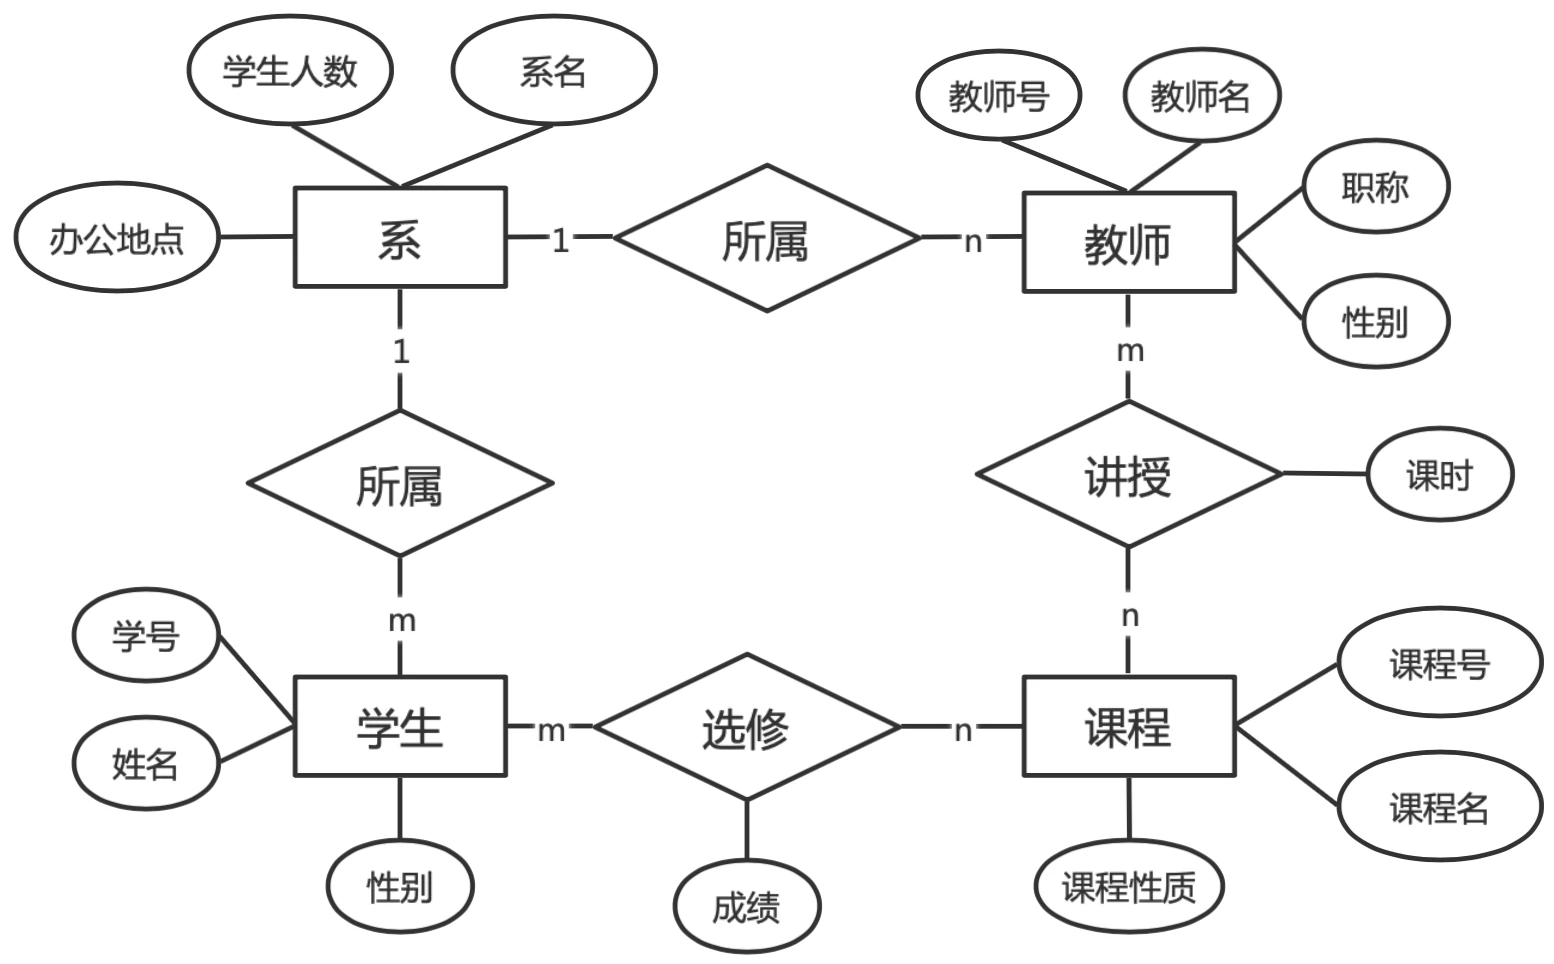 学生人数
系名
教师号
教师名
职称
办公地点
系
1
所属
n
教师
性别
1
m
所属
讲授
课时
m
n
学号
课程号
学生
m
选修
n
课程
姓名
课程名
性别
成绩
课程性质